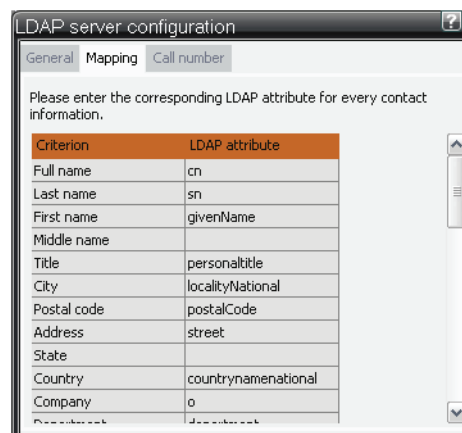 LDAP server configuration ?
General Mapping Call number
Please enter the corresponding LDAP attribute for every contact
information.
Criterion LDAP attribute
Full name cn
Last name sn
First name givenName
Middle name
Title personaltitle
City localityNational
Postal code postalCode
Address street
State
Country countrynamenational
Company o
Department department